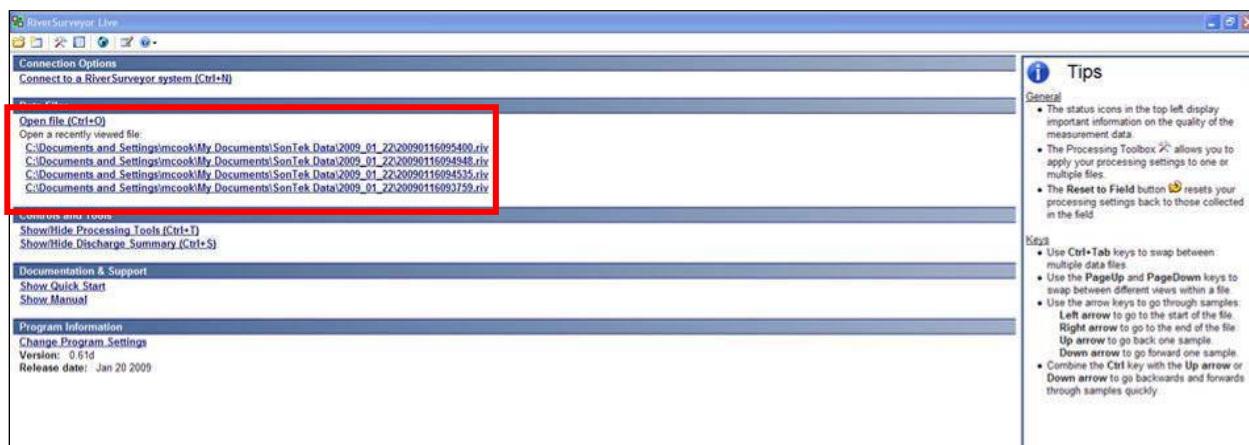 RiverSurveyor Live
Connection Options
Connect to a RiverSurveyor system (Ctrl+N)
Data Files
Open file (Ctrl+O)
Open a recently viewed file:
C:\Documents and Settings\mcook\My Documents\SonTek Data\2009_01_22\20090116095400.riv
C:\Documents and Settings\mcook\My Documents\SonTek Data\2009_01_22\20090116094948.riv
C:\Documents and Settings\mcook\My Documents\SonTek Data\2009_01_22\20090116094535.riv
C:\Documents and Settings\mcook\My Documents\SonTek Data\2009_01_22\20090116093759.riv
Controls and Tools
Show/Hide Processing Tools (Ctrl+T)
Show/Hide Discharge Summary (Ctrl+S)
Documentation & Support
Show Quick Start
Show Manual
Program Information
Change Program Settings
Version: 0.61d
Release date: Jan 20 2009
Tips
General
The status icons in the top left display
important information on the quality of the
measurement data.
The Processing Toolbox allows you to
apply your processing settings to one or
multiple files.
The Reset to Field button resets your
processing settings back to those collected
in the field
Keys
Use Ctrl+Tab keys to swap between
multiple data files.
Use the PageUp and PageDown keys to
swap between different views within a file.
Use the arrow keys to go through samples:
Left arrow to go to the start of the file.
Right arrow to go to the end of the file
Up arrow to go back one sample.
Down arrow to go forward one sample.
Combine the Ctrl key with the Up arrow or
Down arrow to go backwards and forwards
through samples quickly.